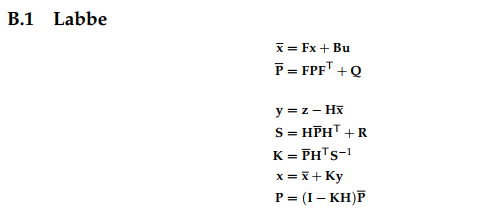 B.1 Labbe
x̅ = Fx + Bu
P̅ = FPFᵀ + Q
y = z − Hx̅
S = HP̅Hᵀ + R
K = P̅HᵀS⁻¹
x = x̅ + Ky
P = (I − KH)P̅